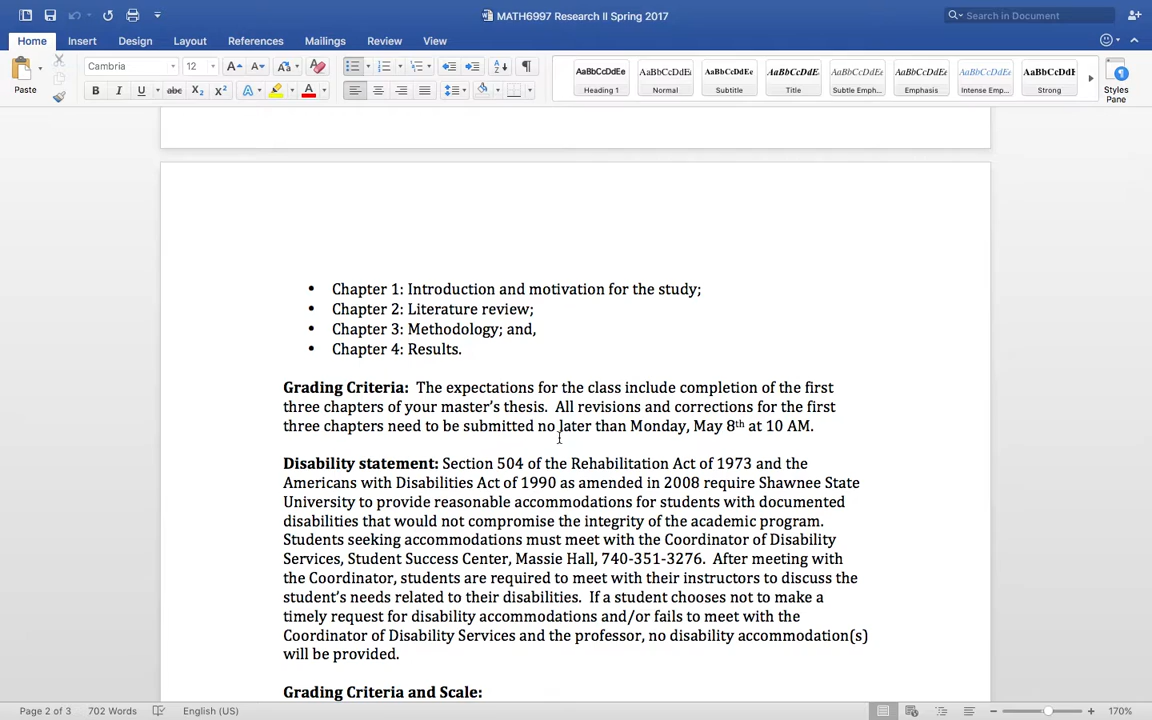 MATH6997 Research II Spring 2017
Search in Document
Home Insert Design Layout References Mailings Review View
Paste
Cambria 12
AaBbCcDdEe AaBbCcDdEe AaBbCcDdEe AaBbCcDdE AaBbCcDdEe AaBbCcDdEe AaBbCcDdEe AaBbCcDdE
Heading 1 Normal Subtitle Title Subtle Emph... Emphasis Intense Emp... Strong
Styles
Pane
• Chapter 1: Introduction and motivation for the study;
• Chapter 2: Literature review;
• Chapter 3: Methodology; and,
• Chapter 4: Results.
Grading Criteria: The expectations for the class include completion of the first
three chapters of your master's thesis. All revisions and corrections for the first
three chapters need to be submitted no later than Monday, May 8th at 10 AM.
Disability statement: Section 504 of the Rehabilitation Act of 1973 and the
Americans with Disabilities Act of 1990 as amended in 2008 require Shawnee State
University to provide reasonable accommodations for students with documented
disabilities that would not compromise the integrity of the academic program.
Students seeking accommodations must meet with the Coordinator of Disability
Services, Student Success Center, Massie Hall, 740-351-3276. After meeting with
the Coordinator, students are required to meet with their instructors to discuss the
student's needs related to their disabilities. If a student chooses not to make a
timely request for disability accommodations and/or fails to meet with the
Coordinator of Disability Services and the professor, no disability accommodation(s)
will be provided.
Grading Criteria and Scale:
Page 2 of 3 702 Words English (US) 170%